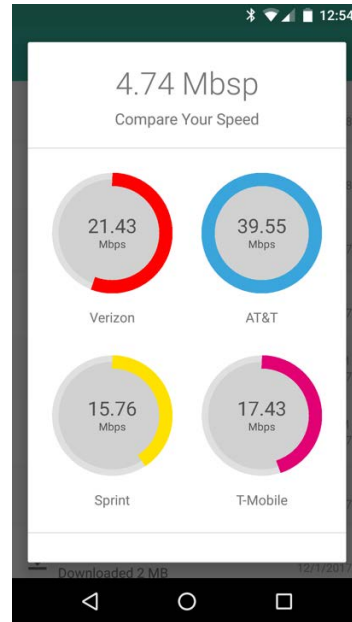 12:54
4.74 Mbsp
Compare Your Speed
21.43
Mbps
39.55
Mbps
Verizon
AT&T
15.76
Mbps
17.43
Mbps
Sprint
T-Mobile
Downloaded 2 MB
12/1/2017